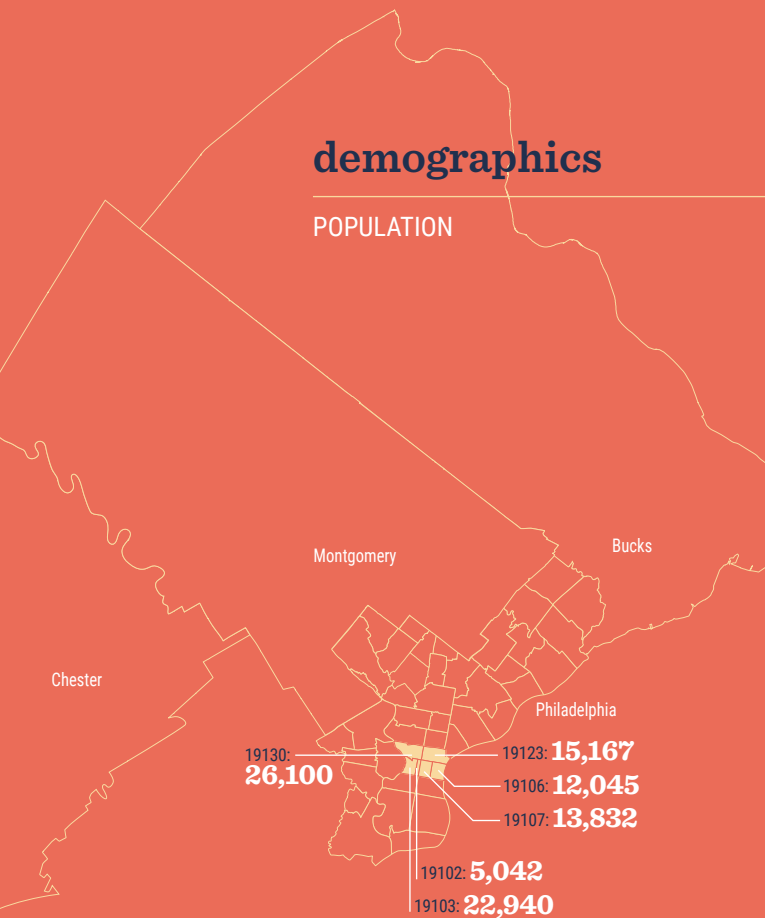 demographics
POPULATION
Montgomery
Bucks
Chester
Philadelphia
19130:
26,100
19123: 15,167
19106: 12,045
19107: 13,832
19102: 5,042
19103: 22,940